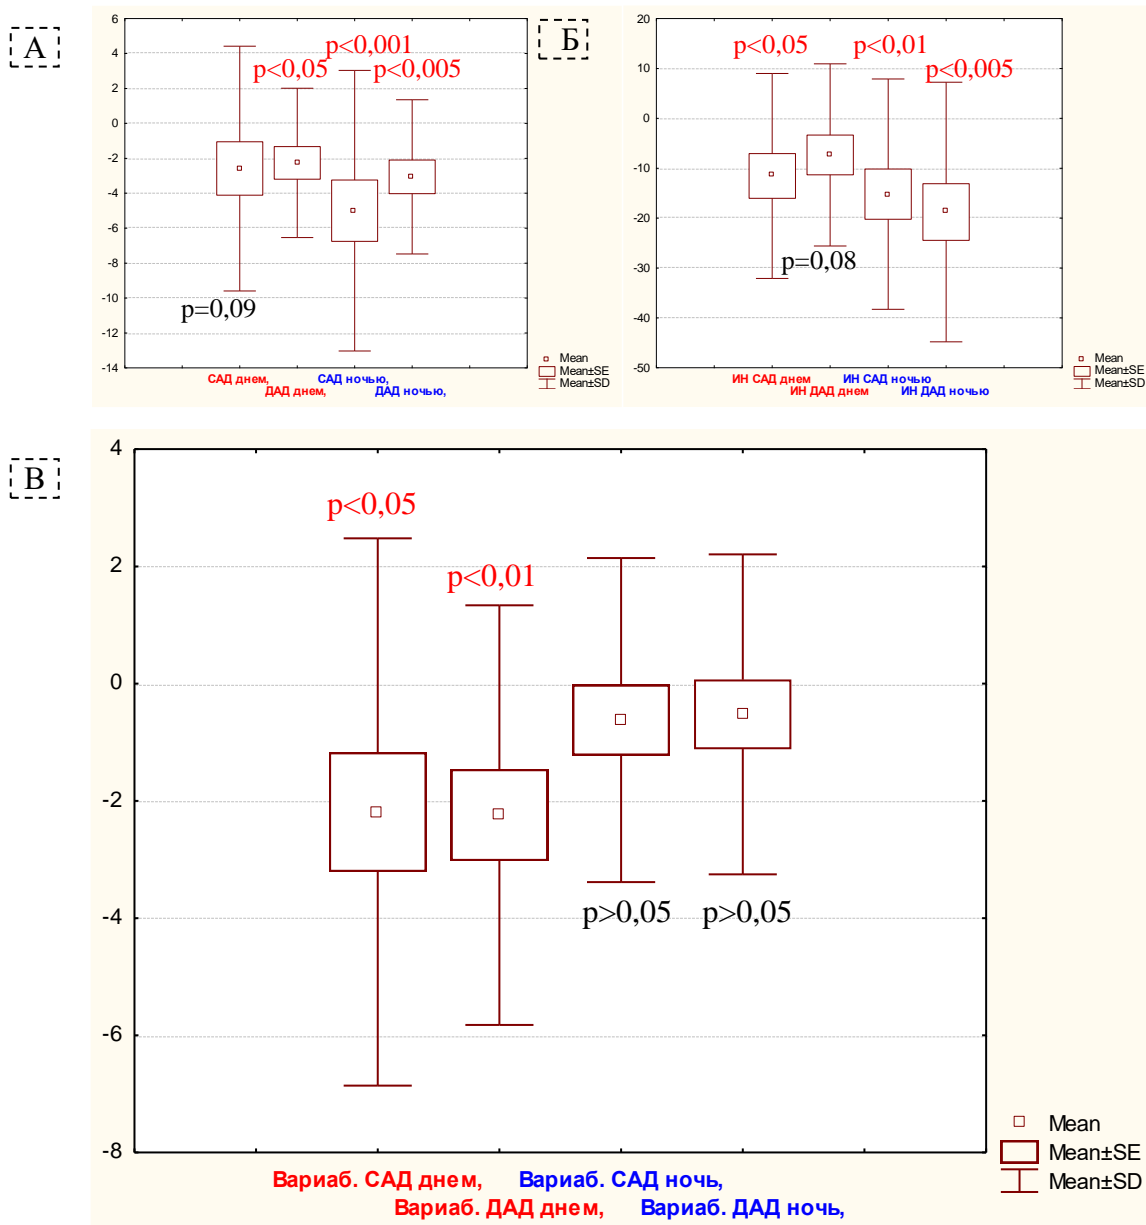 А
6
4
2
0
-2
-4
-6
-8
-10
-12
-14
p<0,001
p<0,05
p<0,005
p=0,09
САД днем,
САД ночью,
ДАД днем,
ДАД ночью,
Mean
Mean±SE
Mean±SD
Б
20
10
0
-10
-20
-30
-40
-50
p<0,05
p<0,01
p<0,005
p=0,08
ИН САД днем
ИН САД ночью
ИН ДАД днем
ИН ДАД ночью
Mean
Mean±SE
Mean±SD
В
4
2
0
-2
-4
-6
-8
p<0,05
p<0,01
p>0,05
p>0,05
Вариаб. САД днем,
Вариаб. САД ночь,
Вариаб. ДАД днем,
Вариаб. ДАД ночь,
Mean
Mean±SE
Mean±SD